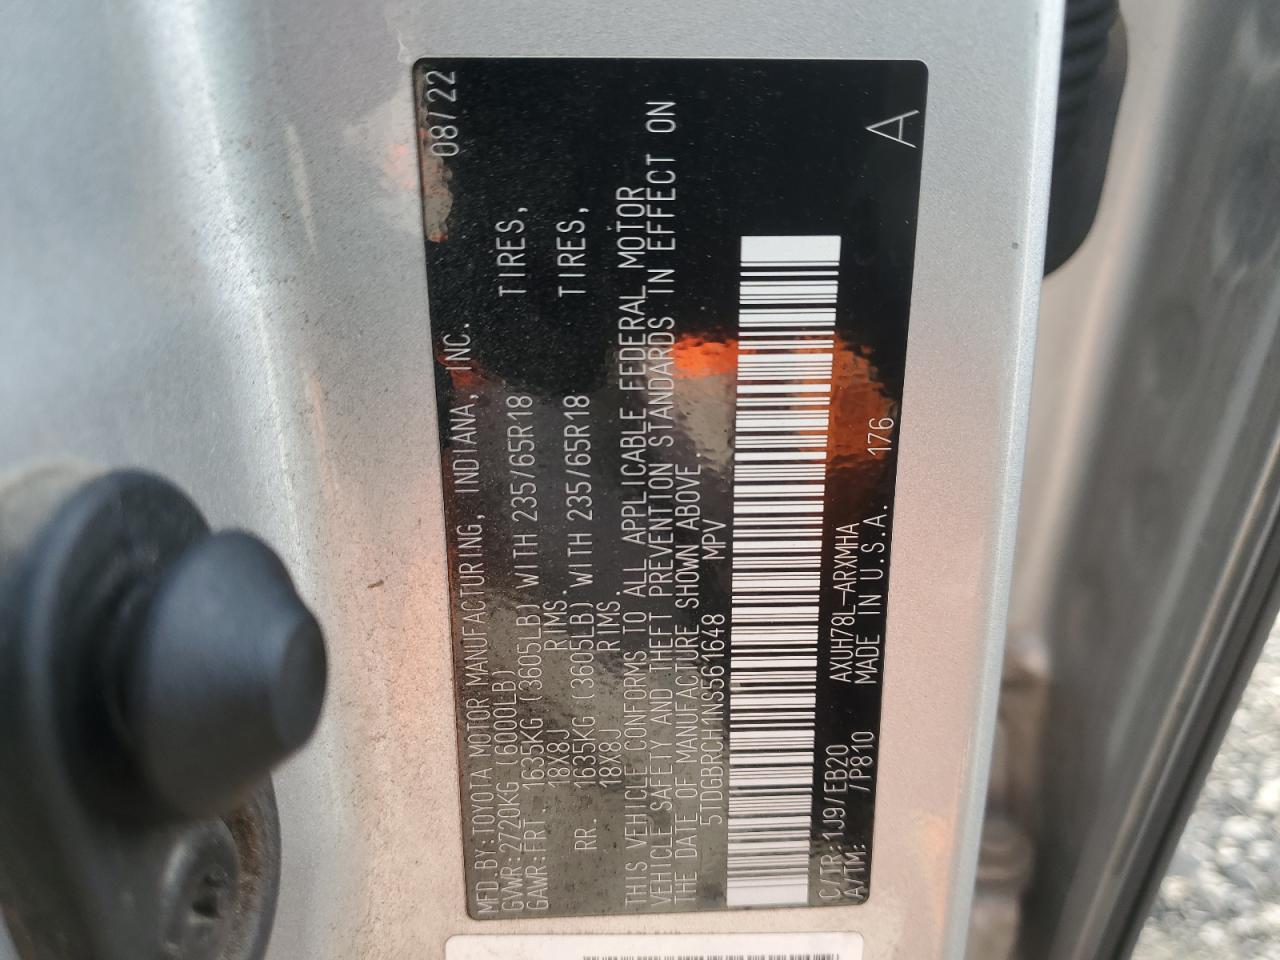 MFD.BY:TOYOTA MOTOR MANUFACTURING, INDIANA, INC. 08/22
GVWR:2720KG (6000LB)
GAWR:FRT 1635KG (3605LB) WITH 235/65R18 TIRES,
18X8J RIMS.
RR. 1635KG (3605LB) WITH 235/65R18 TIRES,
18X8J RIMS.
THIS VEHICLE CONFORMS TO ALL APPLICABLE FEDERAL MOTOR
VEHICLE SAFETY AND THEFT PREVENTION STANDARDS IN EFFECT ON
THE DATE OF MANUFACTURE SHOWN ABOVE.
5TDGBRCH1NS561648 MPV
C/TR:1J9/EB20 AXUH78L-ARXMHA
A/TM: /P810 MADE IN U.S.A. 176 A